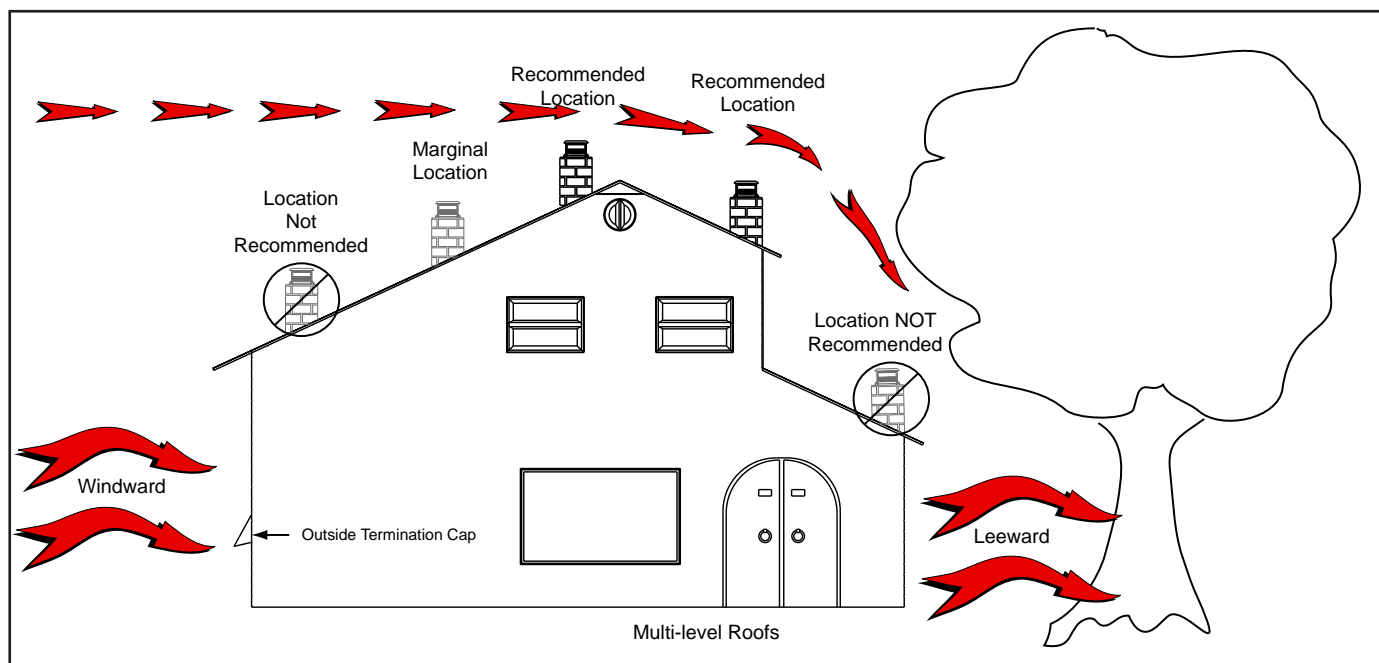 Recommended
Location
Recommended
Location
Marginal
Location
Location
Not
Recommended
Location NOT
Recommended
Windward
Outside Termination Cap
Leeward
Multi-level Roofs